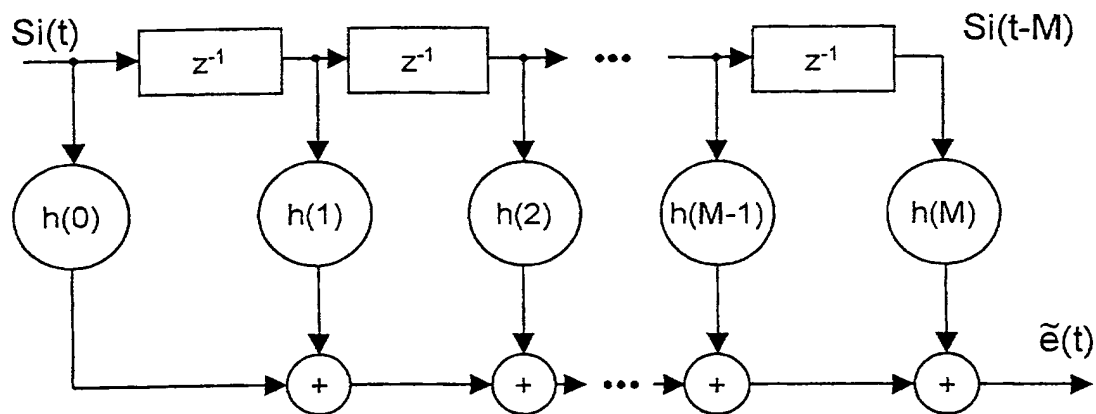 Si(t) Si(t-M)
z⁻¹ z⁻¹ ••• z⁻¹
h(0) h(1) h(2) h(M-1) h(M)
ẽ(t)
+ + ••• + +